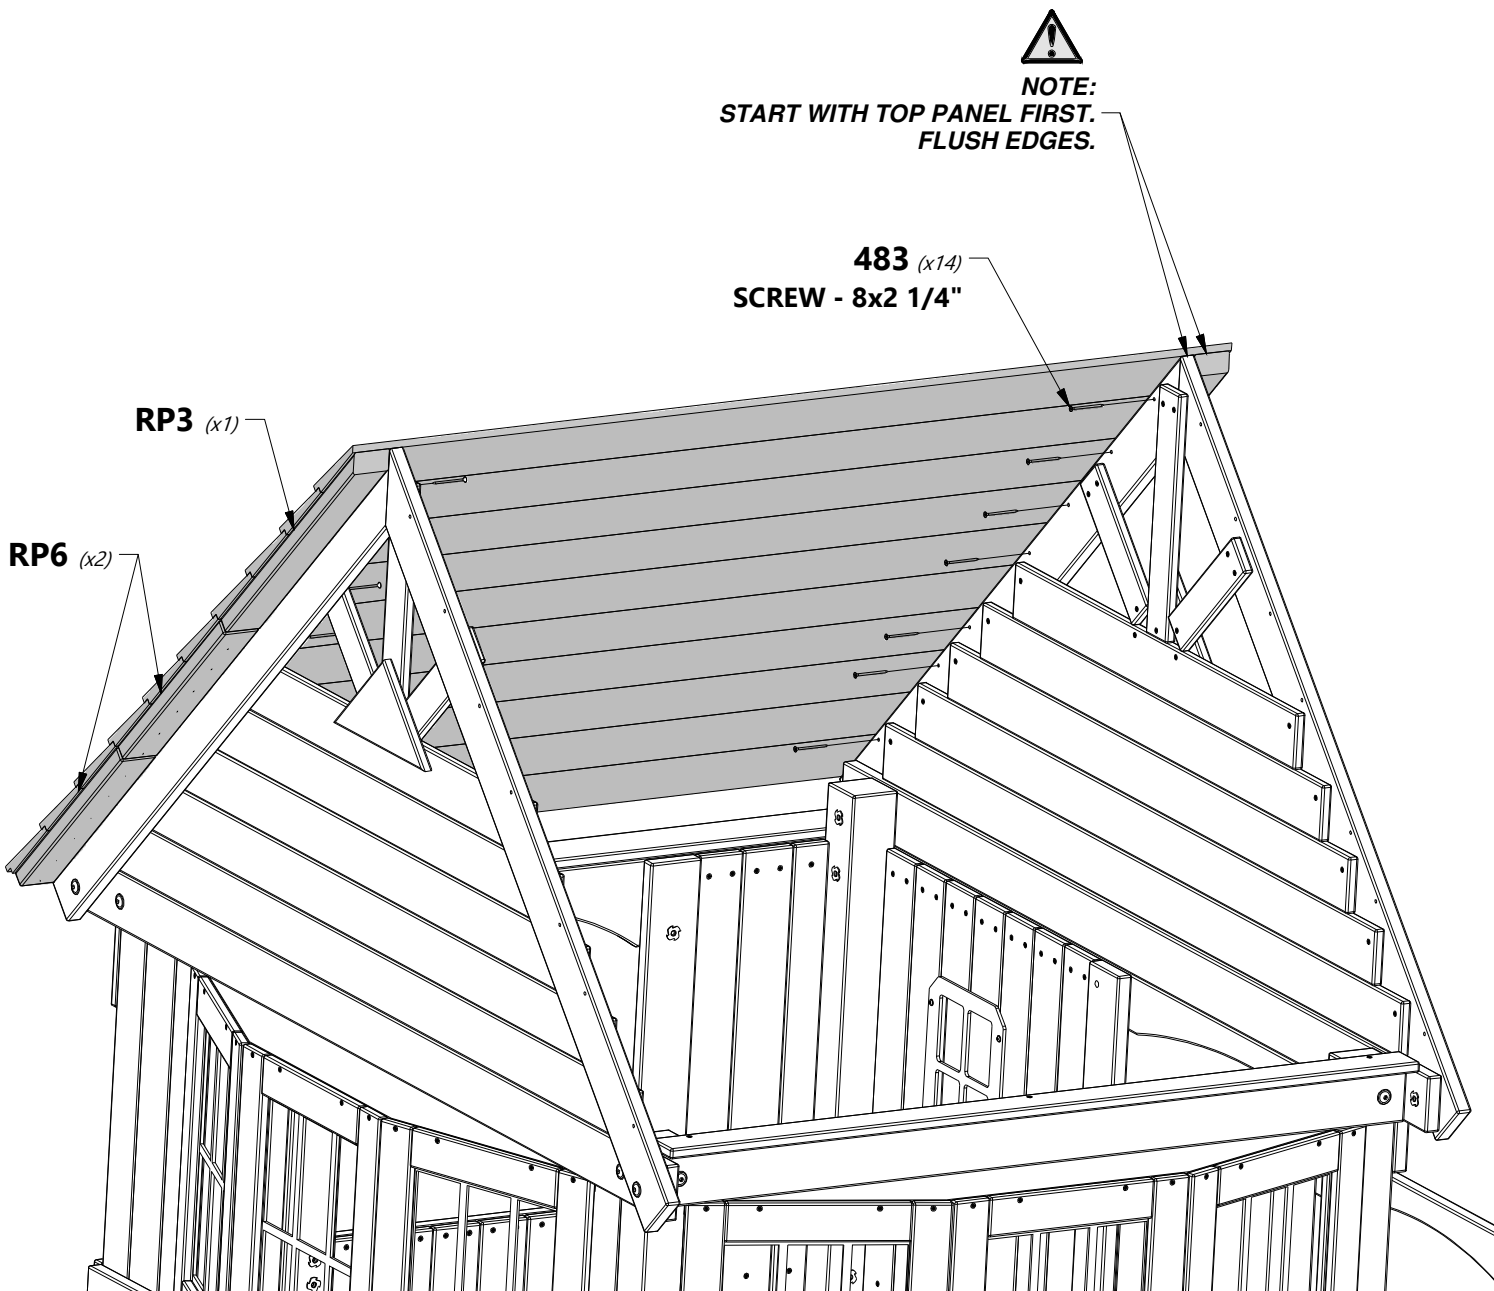 NOTE:
START WITH TOP PANEL FIRST.
FLUSH EDGES.
483 (x14)
SCREW - 8x2 1/4"
RP3 (x1)
RP6 (x2)